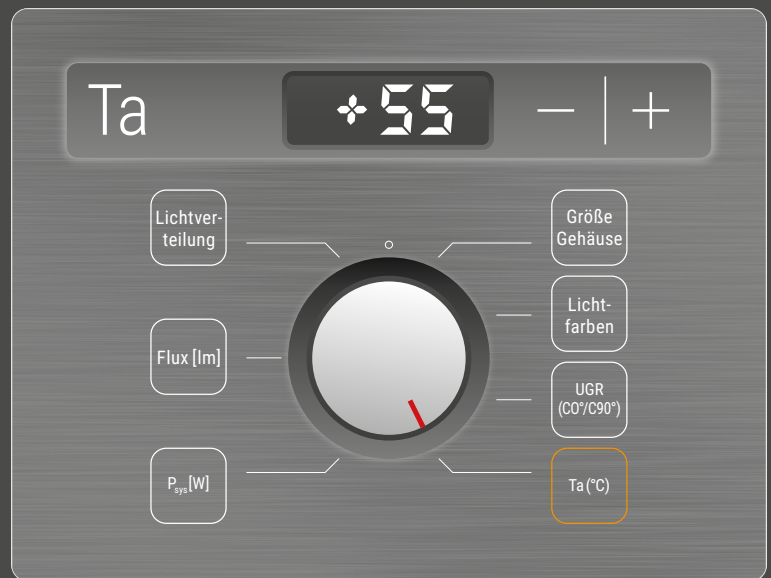 Ta
+55
− +
Lichtver-
teilung
Größe
Gehäuse
Licht-
farben
Flux [lm]
UGR
(C0°/C90°)
Psys[W]
Ta (°C)